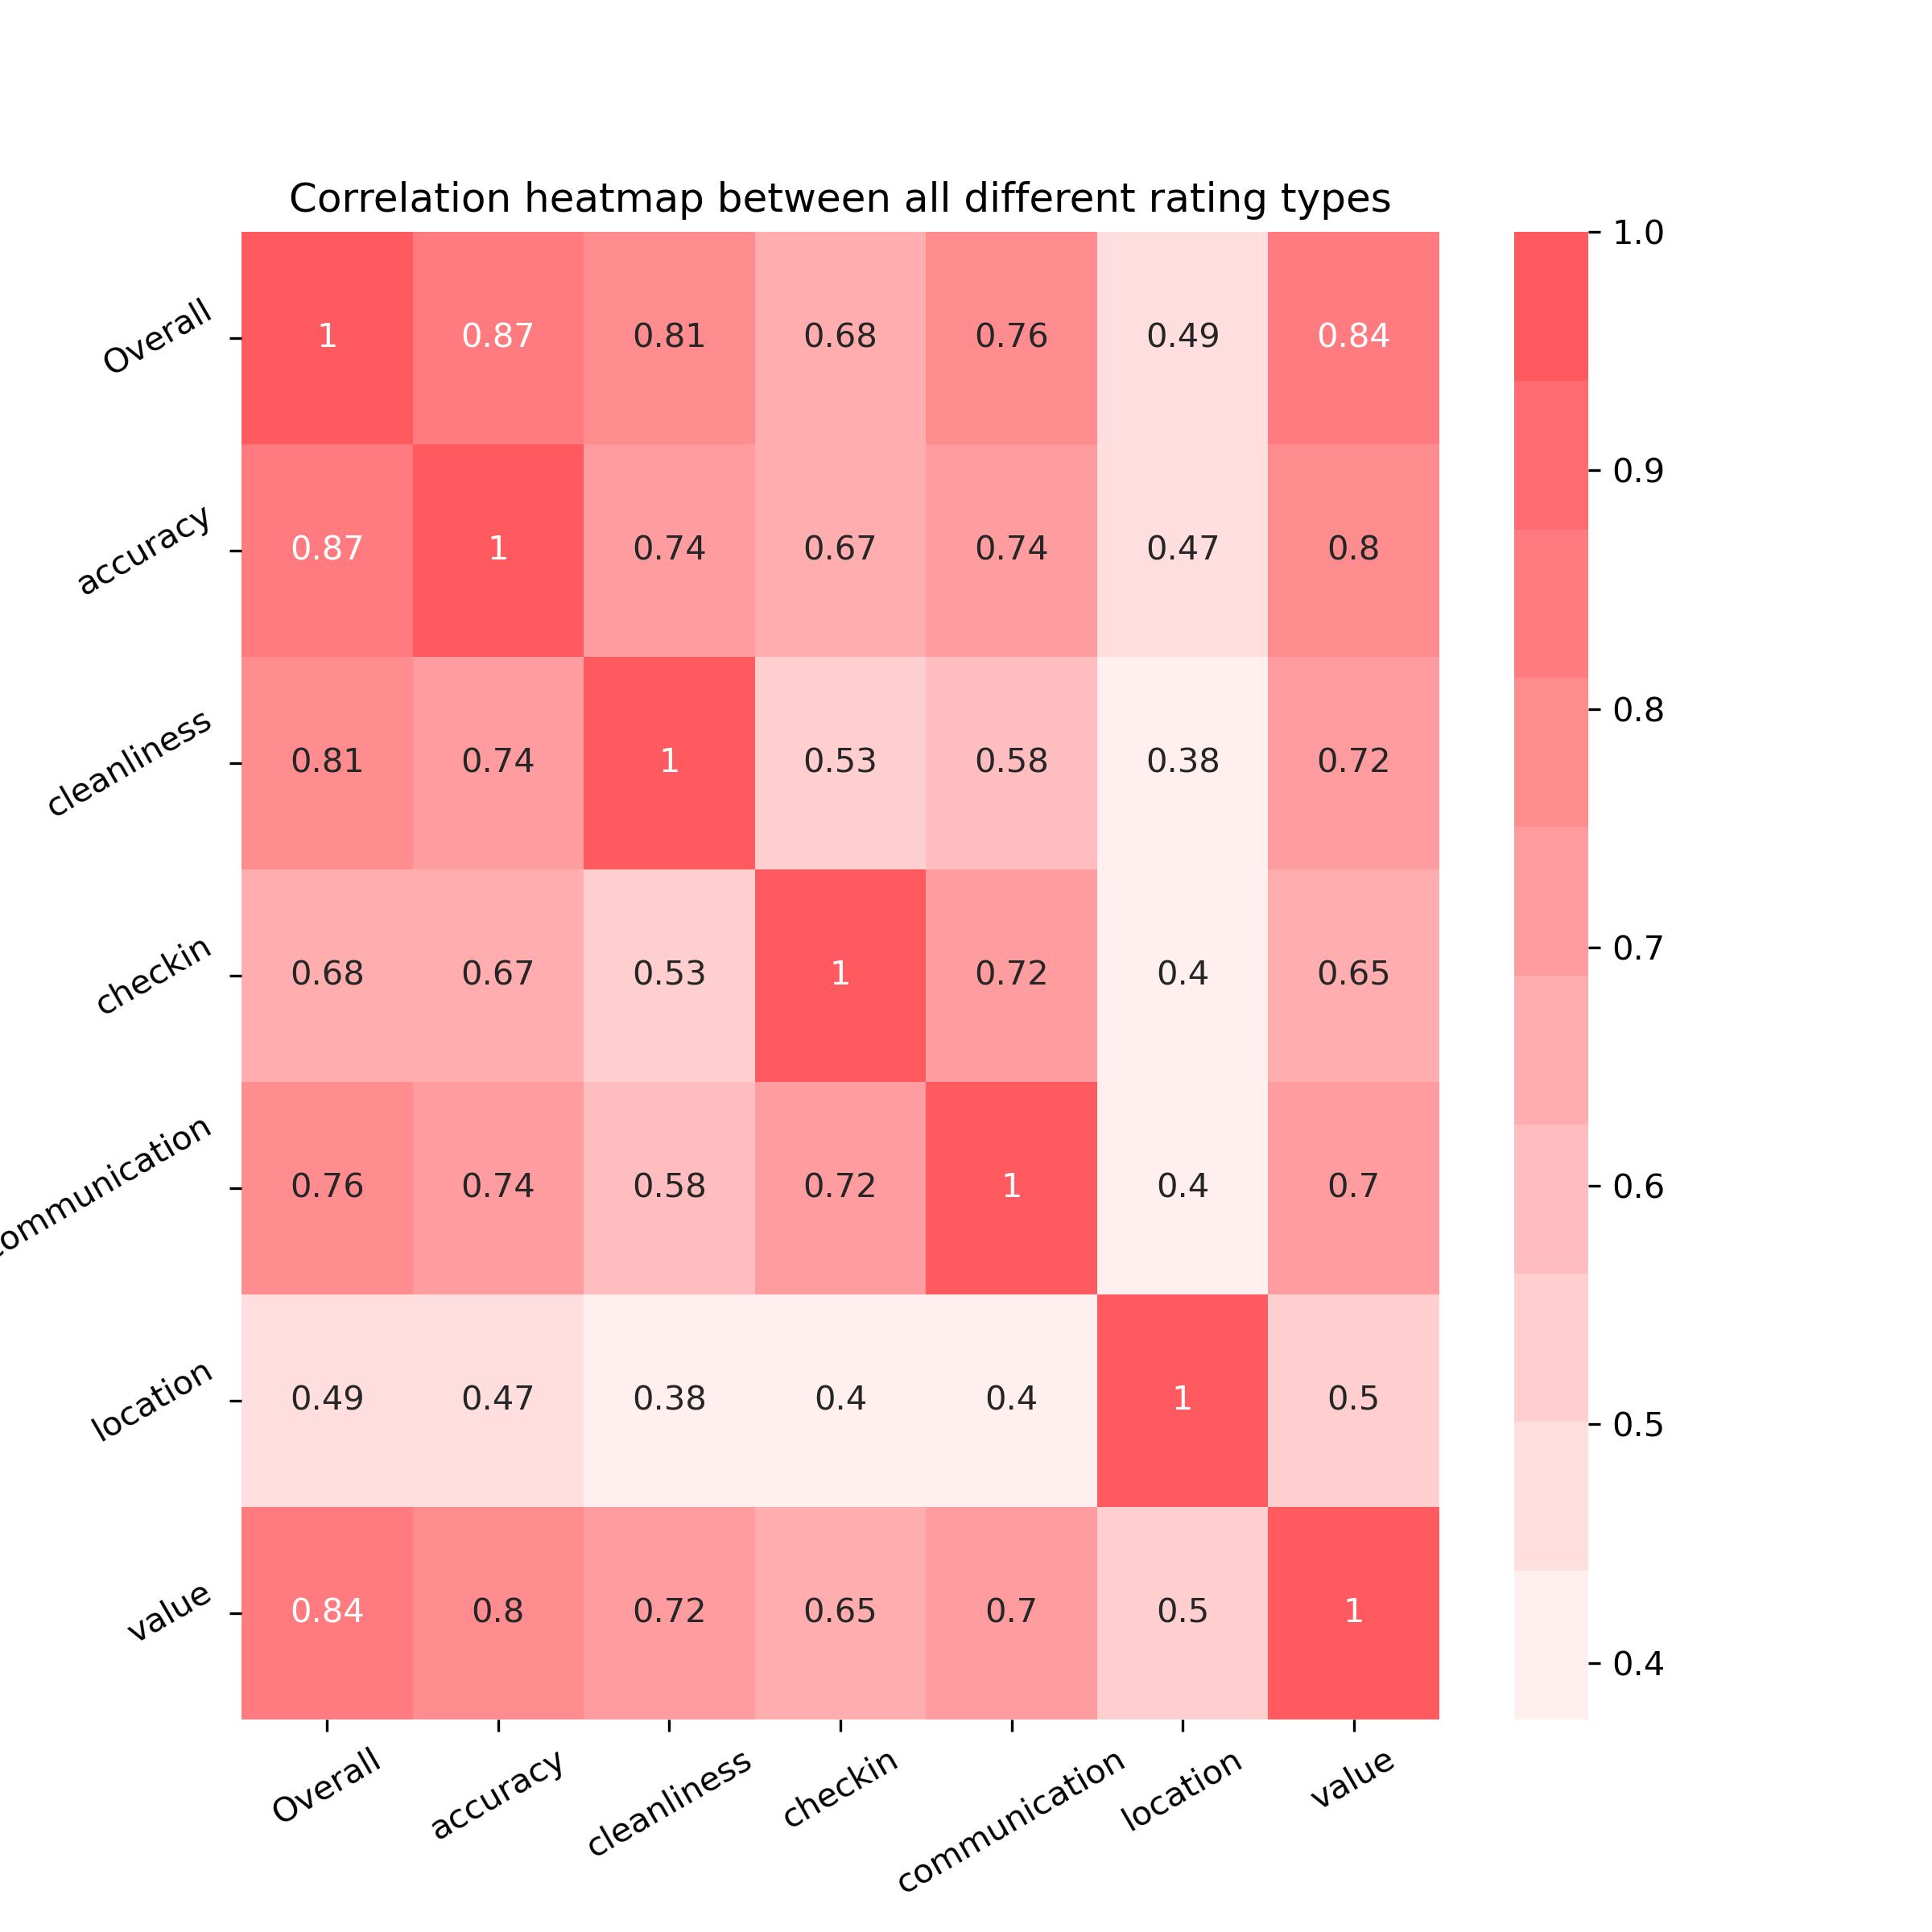 Correlation heatmap between all different rating types
Overall 1 0.87 0.81 0.68 0.76 0.49 0.84
accuracy 0.87 1 0.74 0.67 0.74 0.47 0.8
cleanliness 0.81 0.74 1 0.53 0.58 0.38 0.72
checkin 0.68 0.67 0.53 1 0.72 0.4 0.65
ommunication 0.76 0.74 0.58 0.72 1 0.4 0.7
location 0.49 0.47 0.38 0.4 0.4 1 0.5
value 0.84 0.8 0.72 0.65 0.7 0.5 1
Overall accuracy cleanliness checkin communication location value
1.0
0.9
0.8
0.7
0.6
0.5
0.4